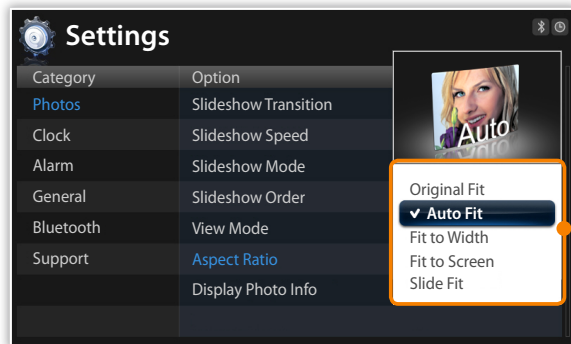 Settings
Category Option
Photos Slideshow Transition
Clock Slideshow Speed
Alarm Slideshow Mode
General Slideshow Order
Bluetooth View Mode
Support Aspect Ratio
Display Photo Info
Auto
Original Fit
Auto Fit
Fit to Width
Fit to Screen
Slide Fit